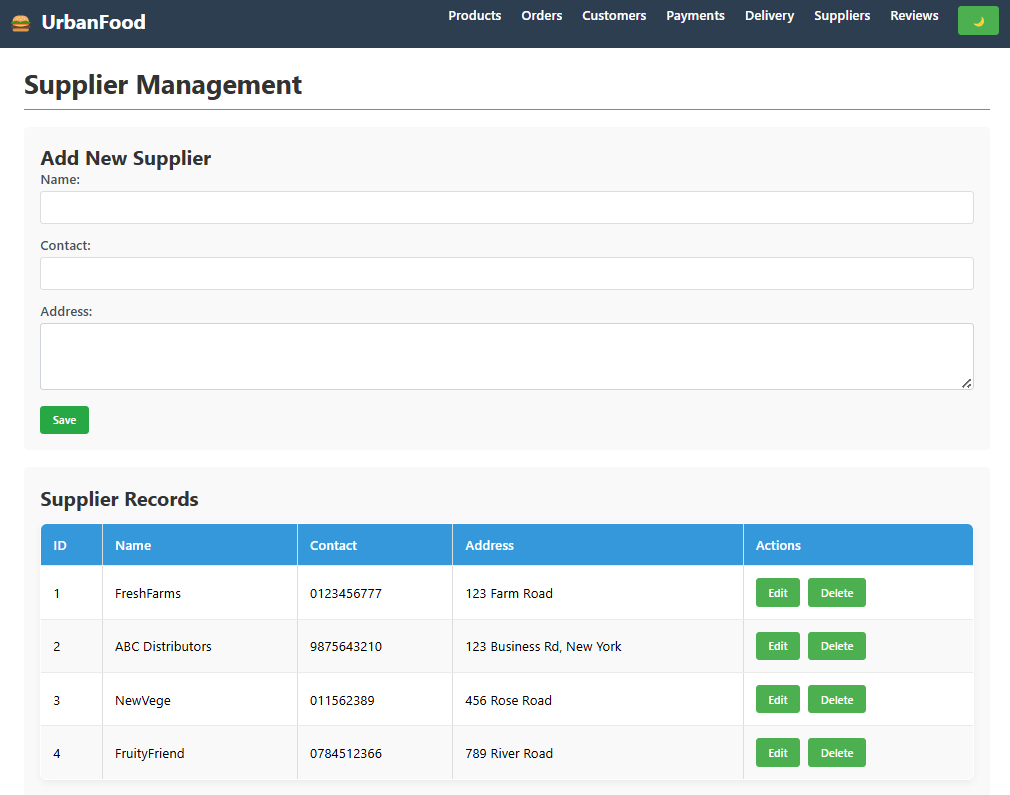 UrbanFood Products Orders Customers Payments Delivery Suppliers Reviews
Supplier Management
Add New Supplier
Name:
Contact:
Address:
Save
Supplier Records
ID Name Contact Address Actions
1 FreshFarms 0123456777 123 Farm Road Edit Delete
2 ABC Distributors 9875643210 123 Business Rd, New York Edit Delete
3 NewVege 011562389 456 Rose Road Edit Delete
4 FruityFriend 0784512366 789 River Road Edit Delete